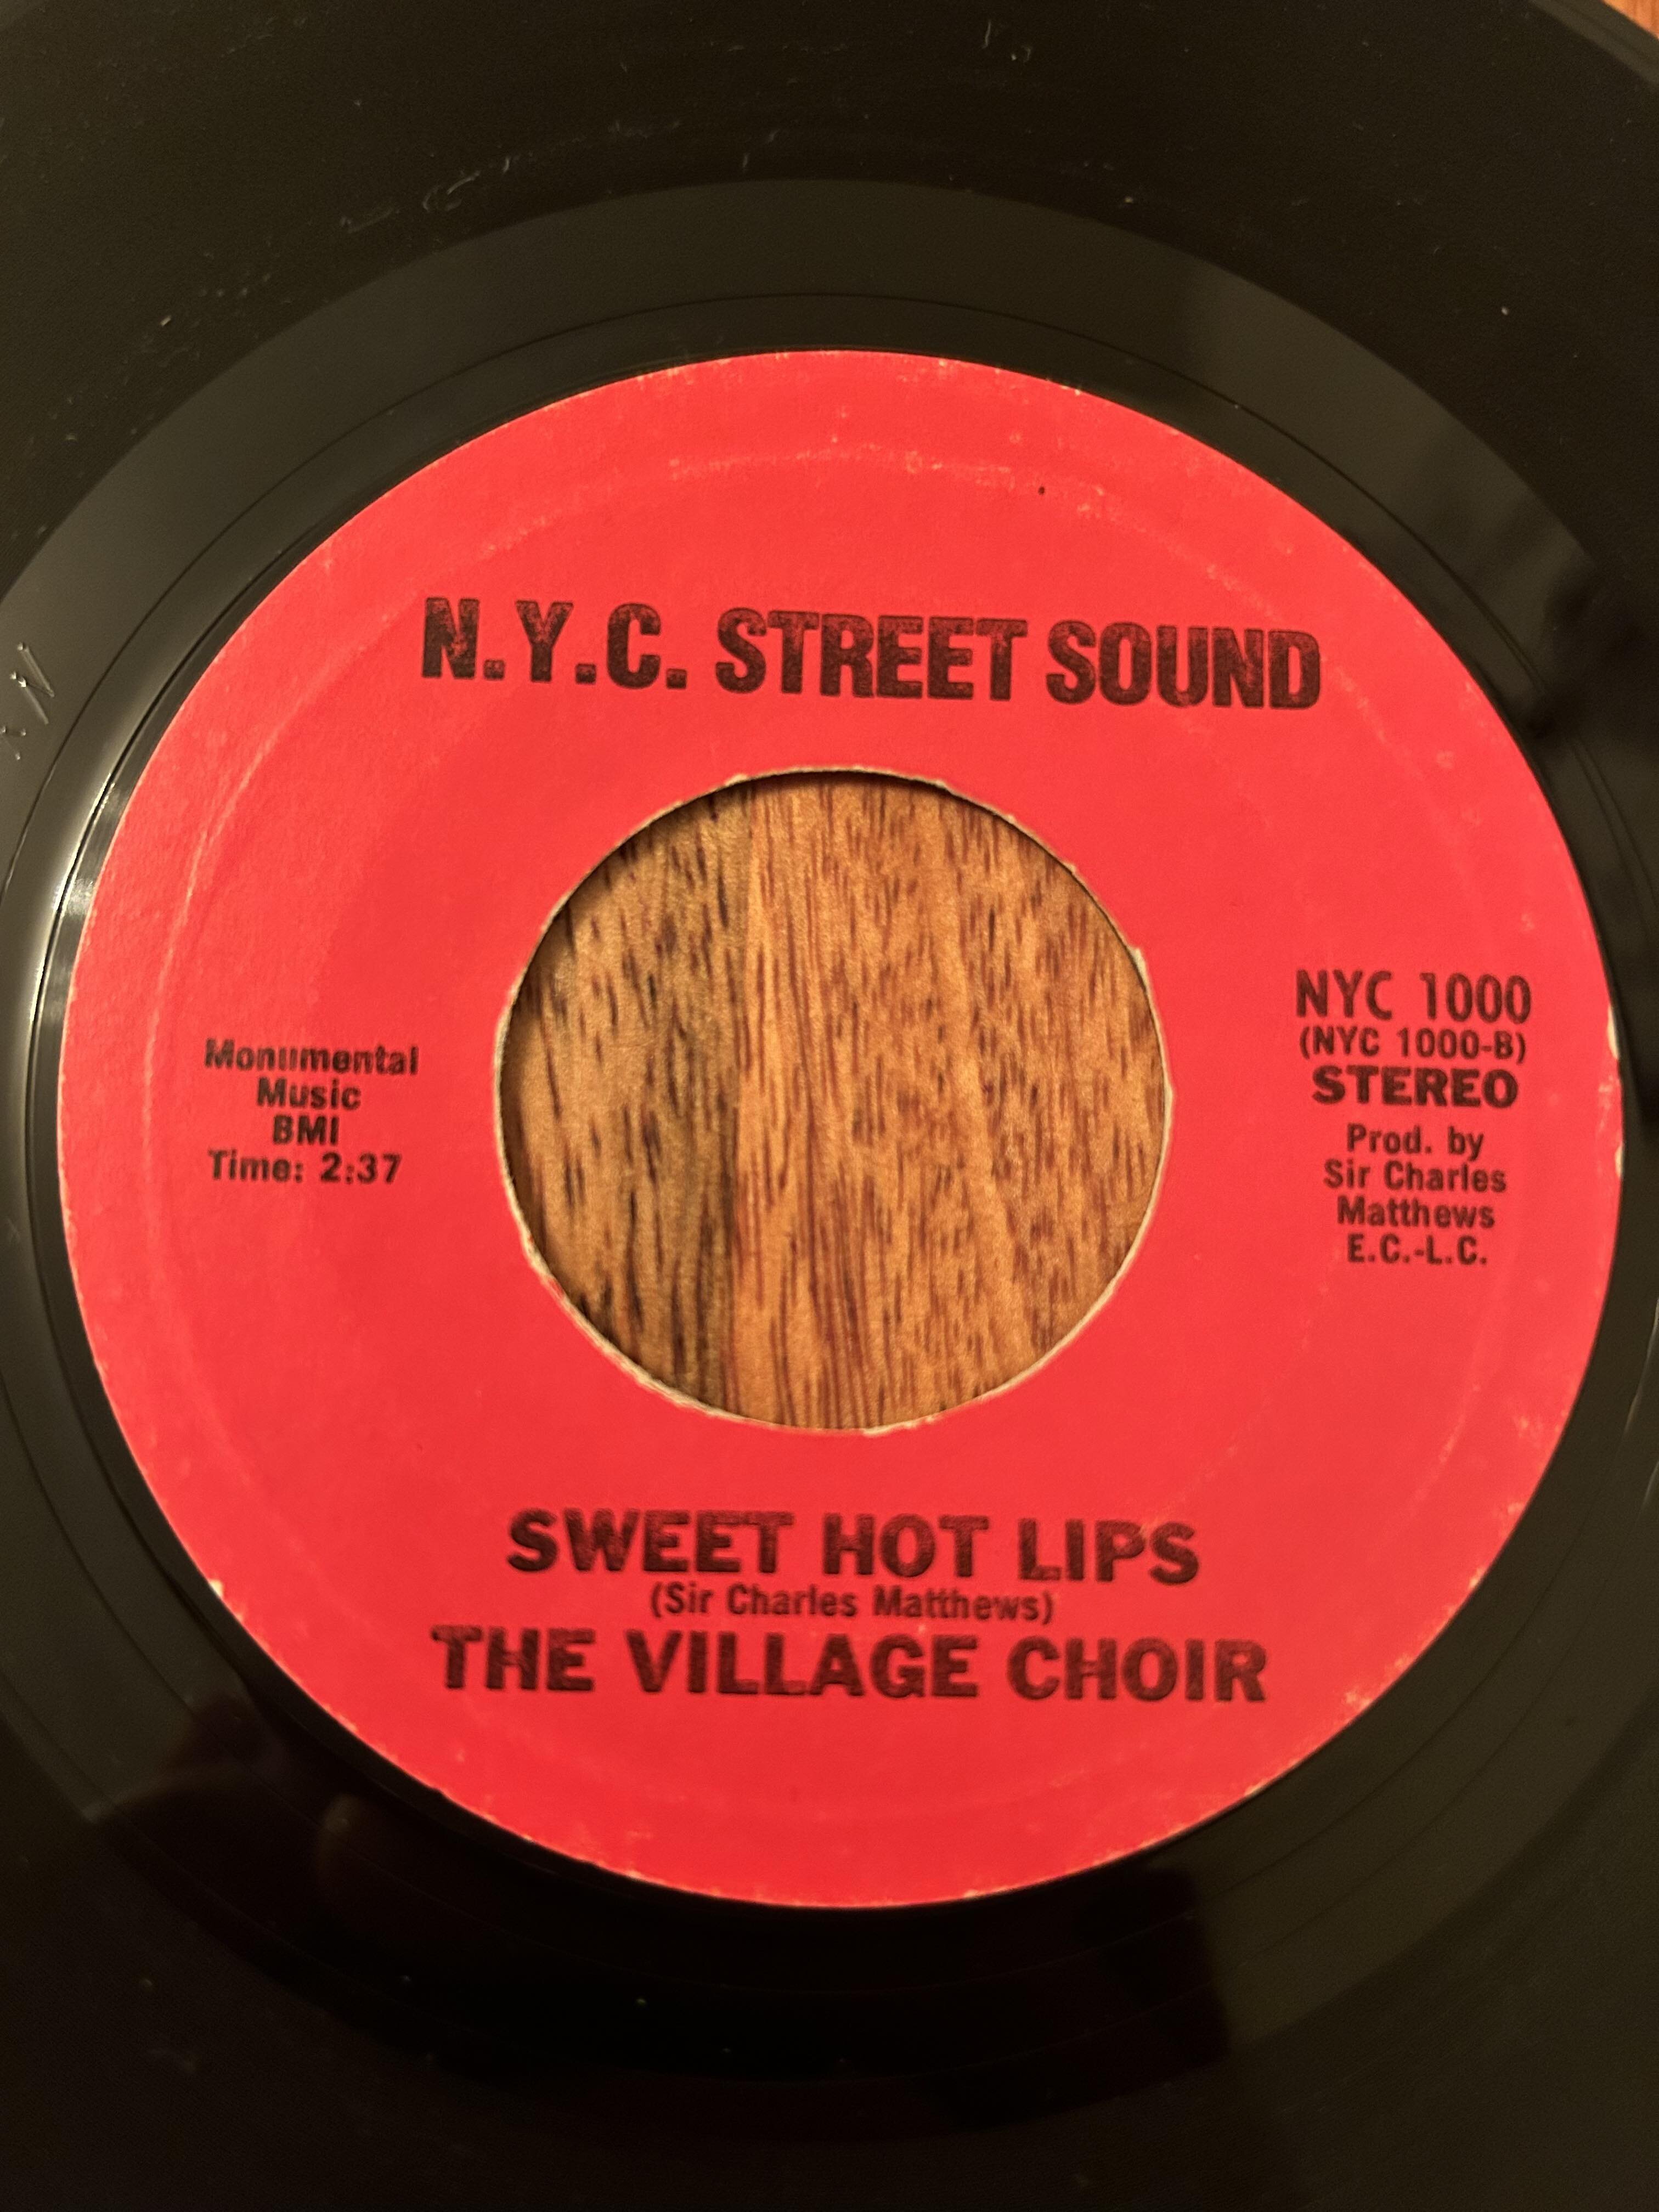 N.Y.C. STREET SOUND
Monumental
Music
BMI
Time: 2:37
NYC 1000
(NYC 1000-B)
STEREO
Prod. by
Sir Charles
Matthews
E.C.-L.C.
SWEET HOT LIPS
(Sir Charles Matthews)
THE VILLAGE CHOIR